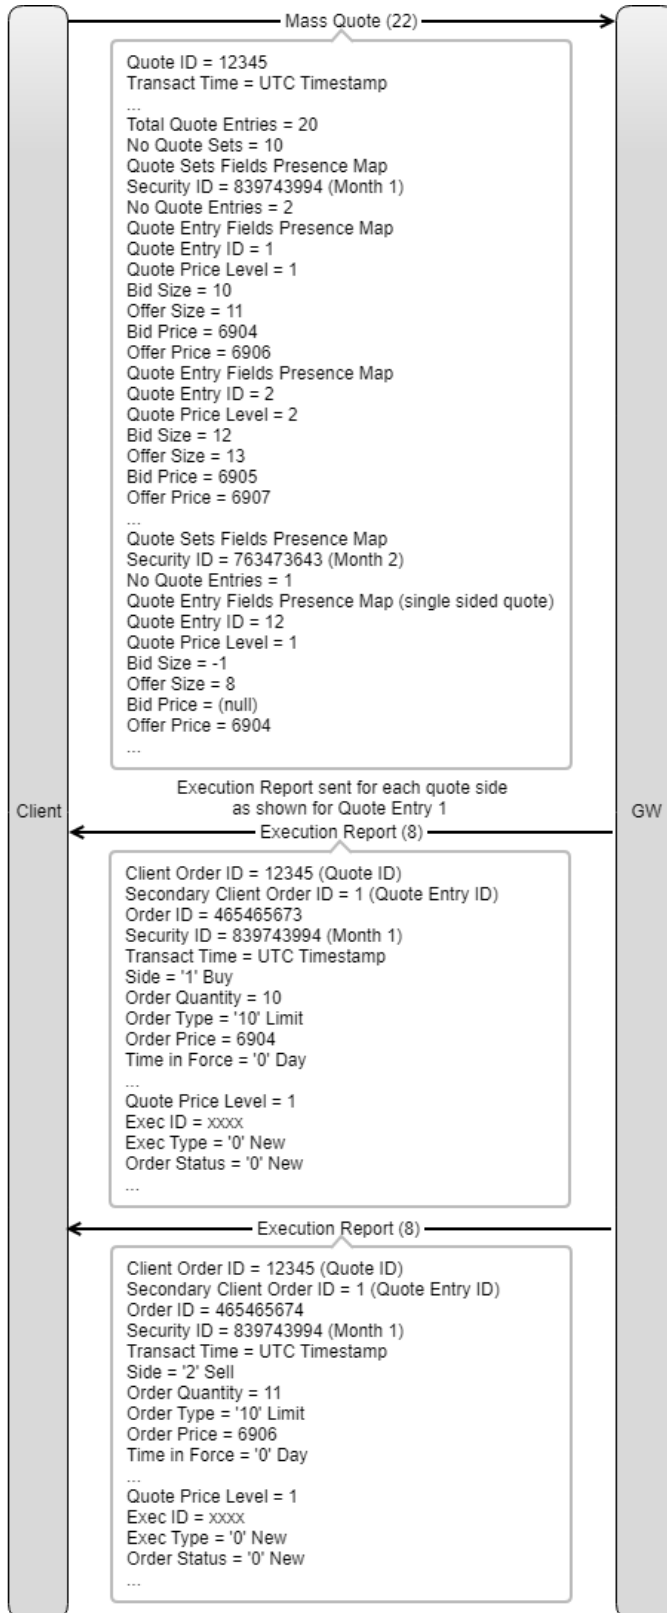 Mass Quote (22)
Quote ID = 12345
Transact Time = UTC Timestamp
...
Total Quote Entries = 20
No Quote Sets = 10
Quote Sets Fields Presence Map
Security ID = 839743994 (Month 1)
No Quote Entries = 2
Quote Entry Fields Presence Map
Quote Entry ID = 1
Quote Price Level = 1
Bid Size = 10
Offer Size = 11
Bid Price = 6904
Offer Price = 6906
Quote Entry Fields Presence Map
Quote Entry ID = 2
Quote Price Level = 2
Bid Size = 12
Offer Size = 13
Bid Price = 6905
Offer Price = 6907
...
Quote Sets Fields Presence Map
Security ID = 763473643 (Month 2)
No Quote Entries = 1
Quote Entry Fields Presence Map (single sided quote)
Quote Entry ID = 12
Quote Price Level = 1
Bid Size = -1
Offer Size = 8
Bid Price = (null)
Offer Price = 6904
...
Execution Report sent for each quote side
as shown for Quote Entry 1
Client
GW
Execution Report (8)
Client Order ID = 12345 (Quote ID)
Secondary Client Order ID = 1 (Quote Entry ID)
Order ID = 465465673
Security ID = 839743994 (Month 1)
Transact Time = UTC Timestamp
Side = '1' Buy
Order Quantity = 10
Order Type = '10' Limit
Order Price = 6904
Time in Force = '0' Day
...
Quote Price Level = 1
Exec ID = xxxx
Exec Type = '0' New
Order Status = '0' New
...
Execution Report (8)
Client Order ID = 12345 (Quote ID)
Secondary Client Order ID = 1 (Quote Entry ID)
Order ID = 465465674
Security ID = 839743994 (Month 1)
Transact Time = UTC Timestamp
Side = '2' Sell
Order Quantity = 11
Order Type = '10' Limit
Order Price = 6906
Time in Force = '0' Day
...
Quote Price Level = 1
Exec ID = xxxx
Exec Type = '0' New
Order Status = '0' New
...